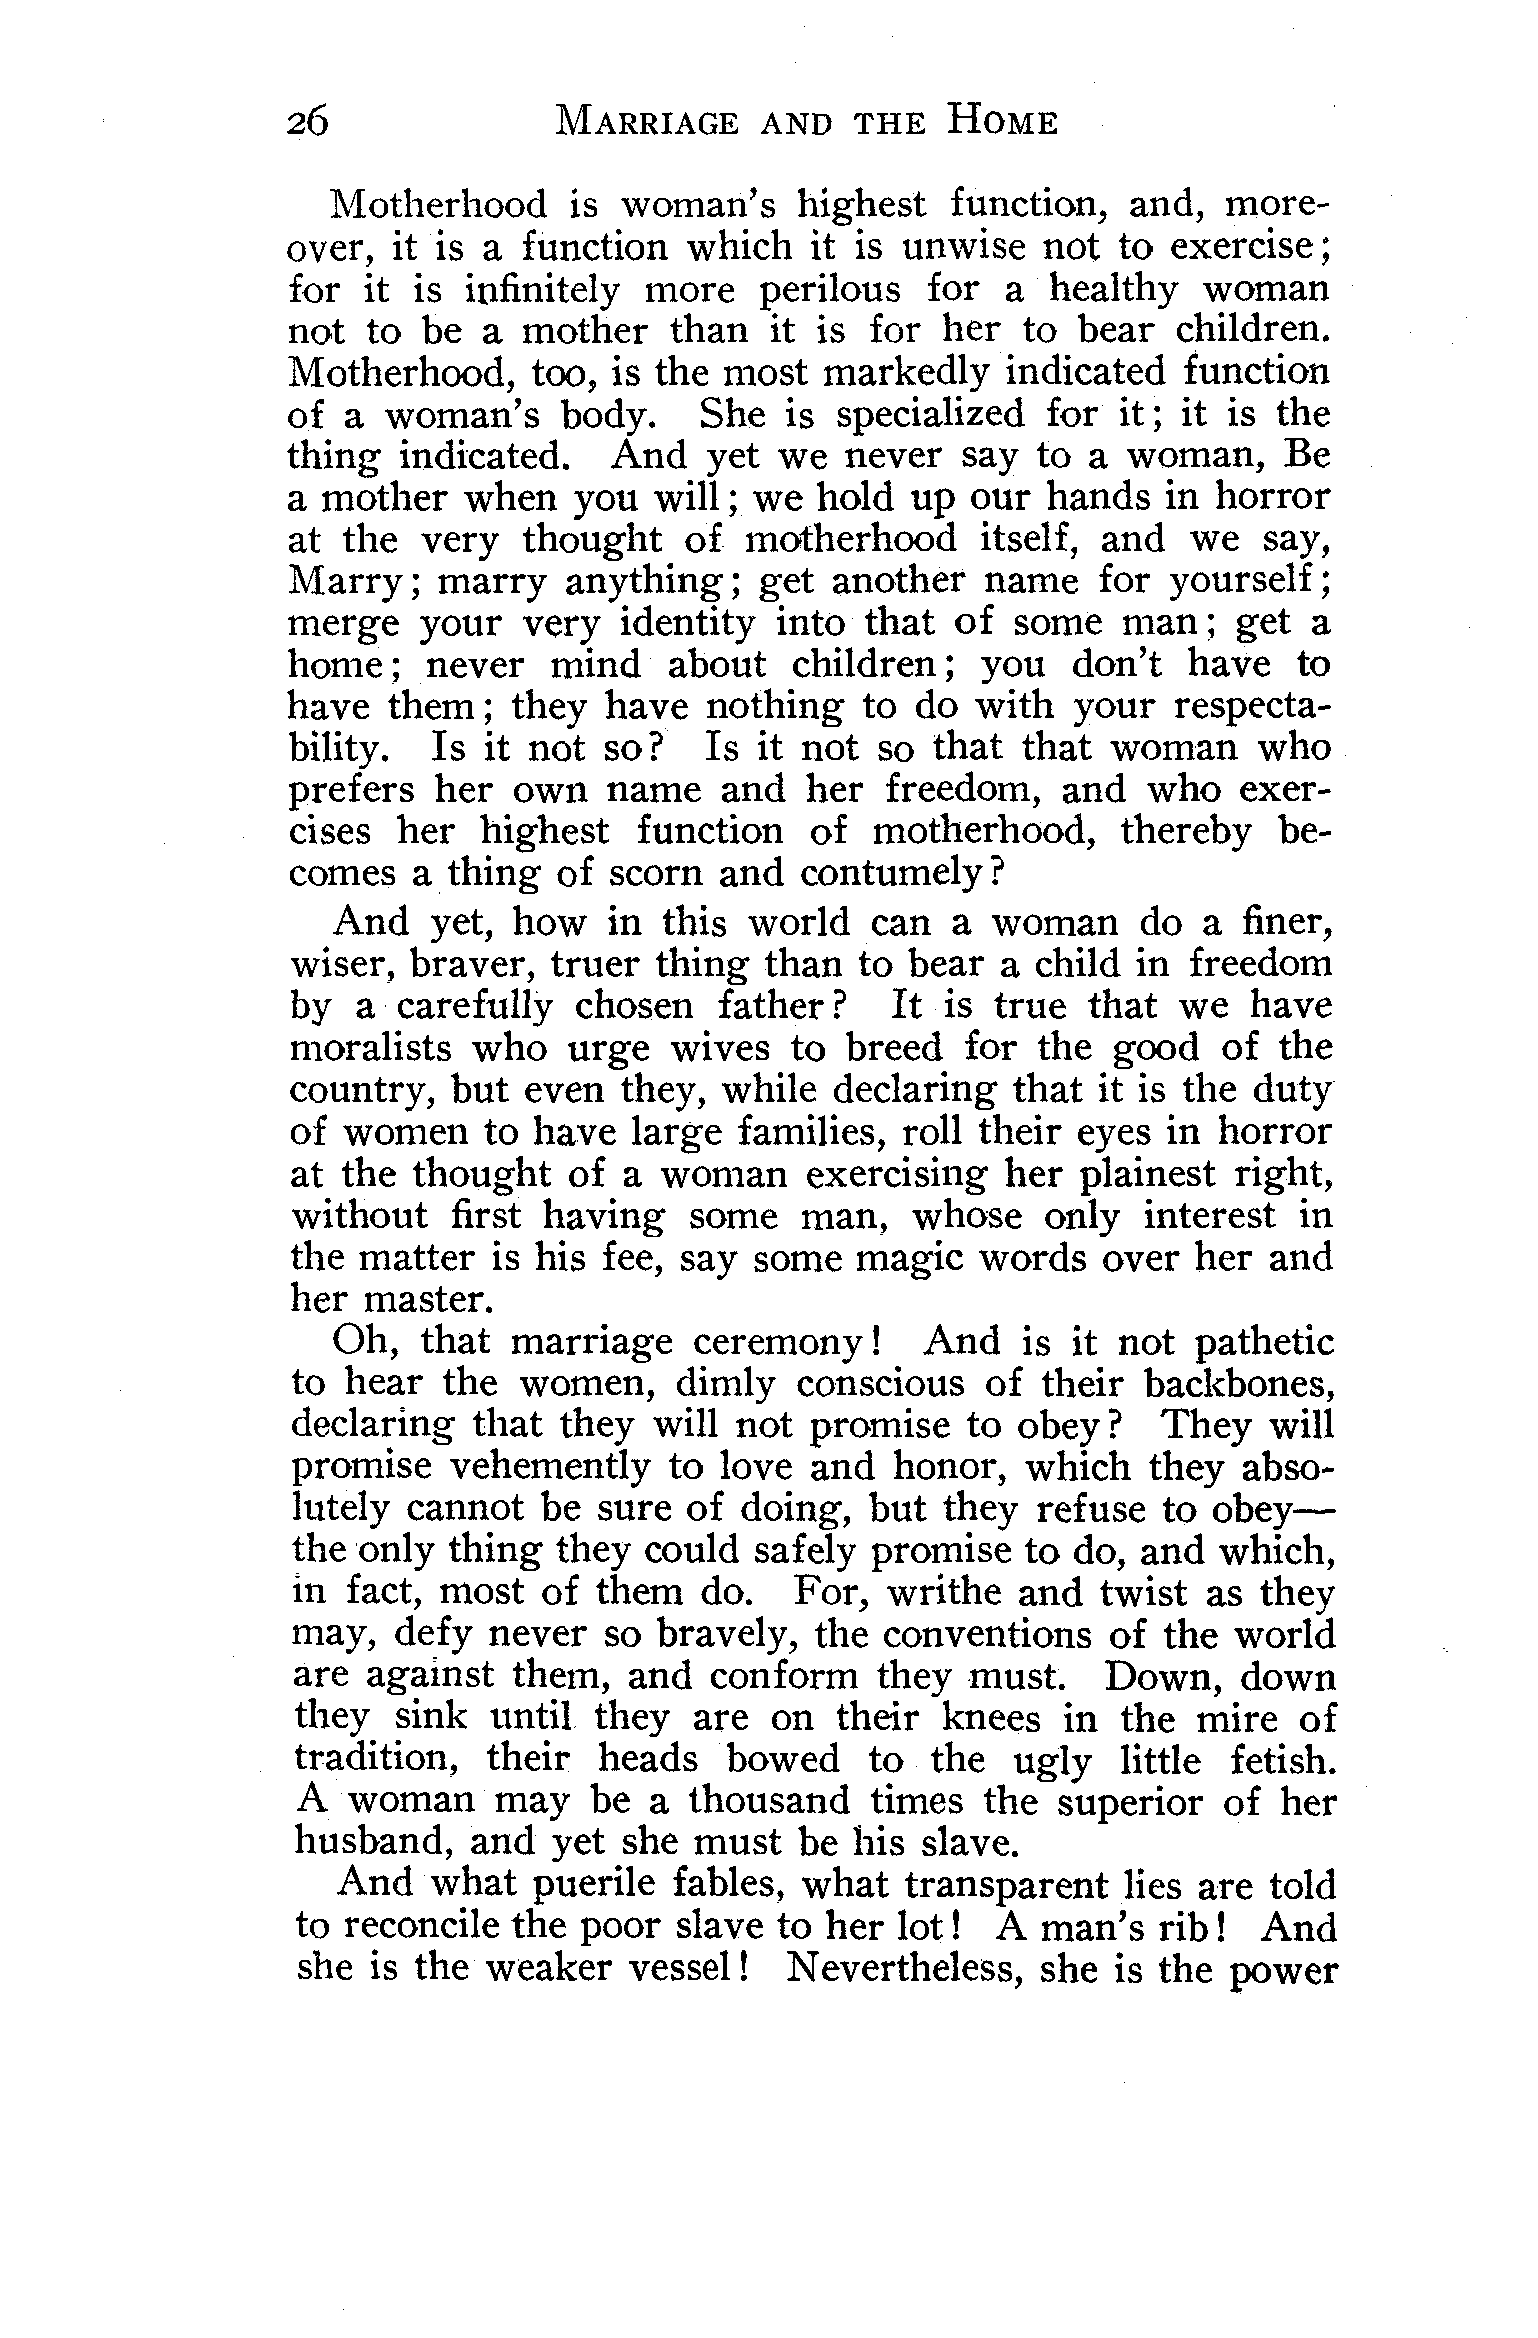 26 MARRIAGE AND THE HOME
Motherhood is woman's highest function, and, more-
over, it is a function which it is unwise not to exercise;
for it is infinitely more perilous for a healthy woman
not to be a mother than it is for her to bear children.
Motherhood, too, is the most markedly indicated function
of a woman's body. She is specialized for it; it is the
thing indicated. And yet we never say to a woman, Be
a mother when you will; we hold up our hands in horror
at the very thought of motherhood itself, and we say,
Marry; marry anything; get another name for yourself;
merge your very identity into that of some man; get a
home; never mind about children; you don't have to
have them; they have nothing to do with your respecta-
bility. Is it not so? Is it not so that that woman who
prefers her own name and her freedom, and who exer-
cises her highest function of motherhood, thereby be-
comes a thing of scorn and contumely?
And yet, how in this world can a woman do a finer,
wiser, braver, truer thing than to bear a child in freedom
by a carefully chosen father? It is true that we have
moralists who urge wives to breed for the good of the
country, but even they, while declaring that it is the duty
of women to have large families, roll their eyes in horror
at the thought of a woman exercising her plainest right,
without first having some man, whose only interest in
the matter is his fee, say some magic words over her and
her master.
Oh, that marriage ceremony! And is it not pathetic
to hear the women, dimly conscious of their backbones,
declaring that they will not promise to obey? They will
promise vehemently to love and honor, which they abso-
lutely cannot be sure of doing, but they refuse to obey—
the only thing they could safely promise to do, and which,
in fact, most of them do. For, writhe and twist as they
may, defy never so bravely, the conventions of the world
are against them, and conform they must. Down, down
they sink until they are on their knees in the mire of
tradition, their heads bowed to the ugly little fetish.
A woman may be a thousand times the superior of her
husband, and yet she must be his slave.
And what puerile fables, what transparent lies are told
to reconcile the poor slave to her lot! A man's rib! And
she is the weaker vessel! Nevertheless, she is the power